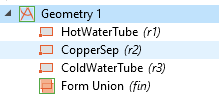 Geometry 1
HotWaterTube (r1)
CopperSep (r2)
ColdWaterTube (r3)
Form Union (fin)